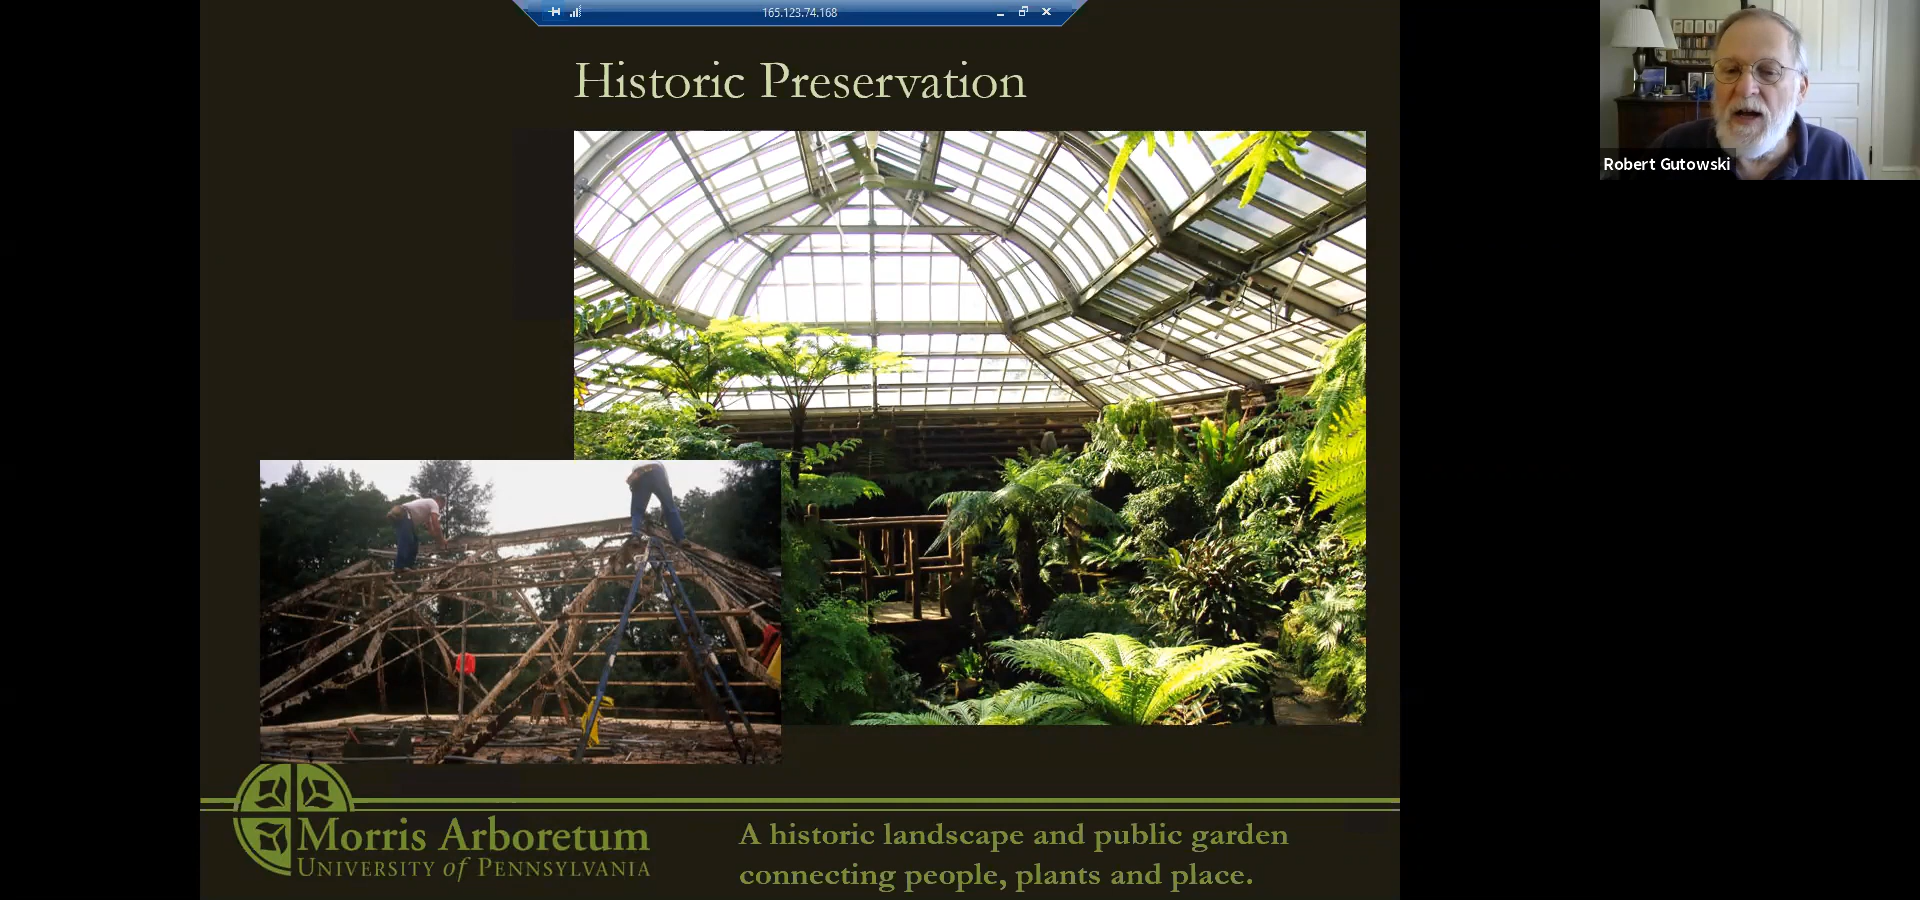 165.123.74.168
Historic Preservation
Robert Gutowski
Morris Arboretum
UNIVERSITY of PENNSYLVANIA
A historic landscape and public garden
connecting people, plants and place.